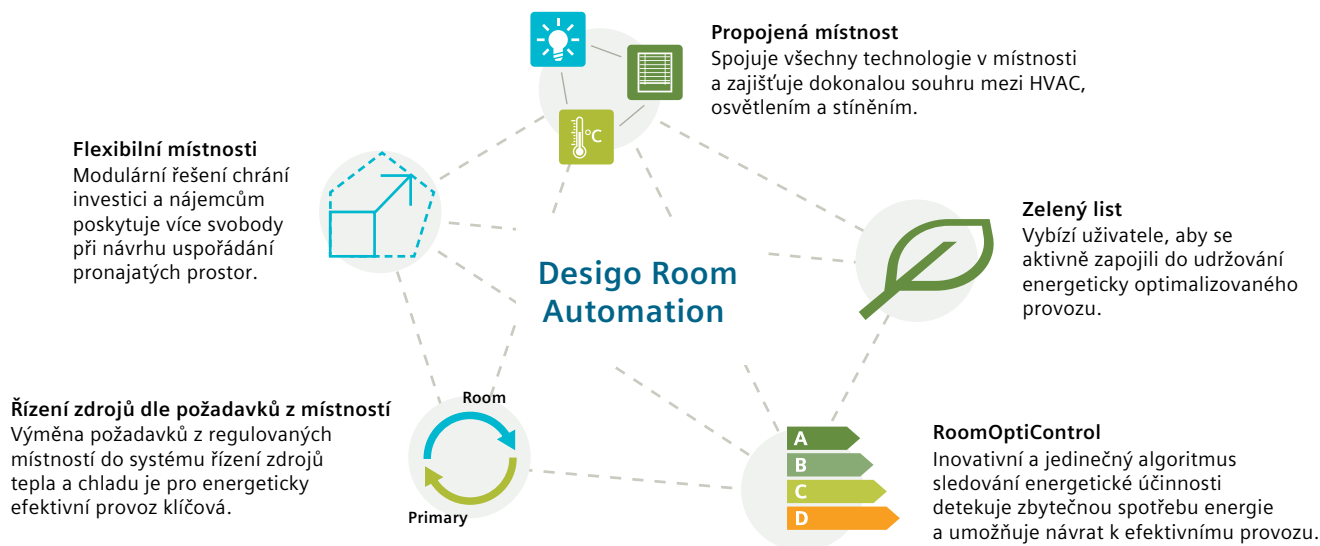 Propojená místnost
Spojuje všechny technologie v místnosti
a zajišťuje dokonalou souhru mezi HVAC,
osvětlením a stíněním.
°C
Flexibilní místnosti
Modulární řešení chrání
investici a nájemcům
poskytuje více svobody
při návrhu uspořádání
pronajatých prostor.
Zelený list
Vybízí uživatele, aby se
aktivně zapojili do udržování
energeticky optimalizovaného
provozu.
Desigo Room
Automation
Řízení zdrojů dle požadavků z místností
Výměna požadavků z regulovaných
místností do systému řízení zdrojů
tepla a chladu je pro energeticky
efektivní provoz klíčová.
Room
Primary
A
B
C
D
RoomOptiControl
Inovativní a jedinečný algoritmus
sledování energetické účinnosti
detekuje zbytečnou spotřebu energie
a umožňuje návrat k efektivnímu provozu.